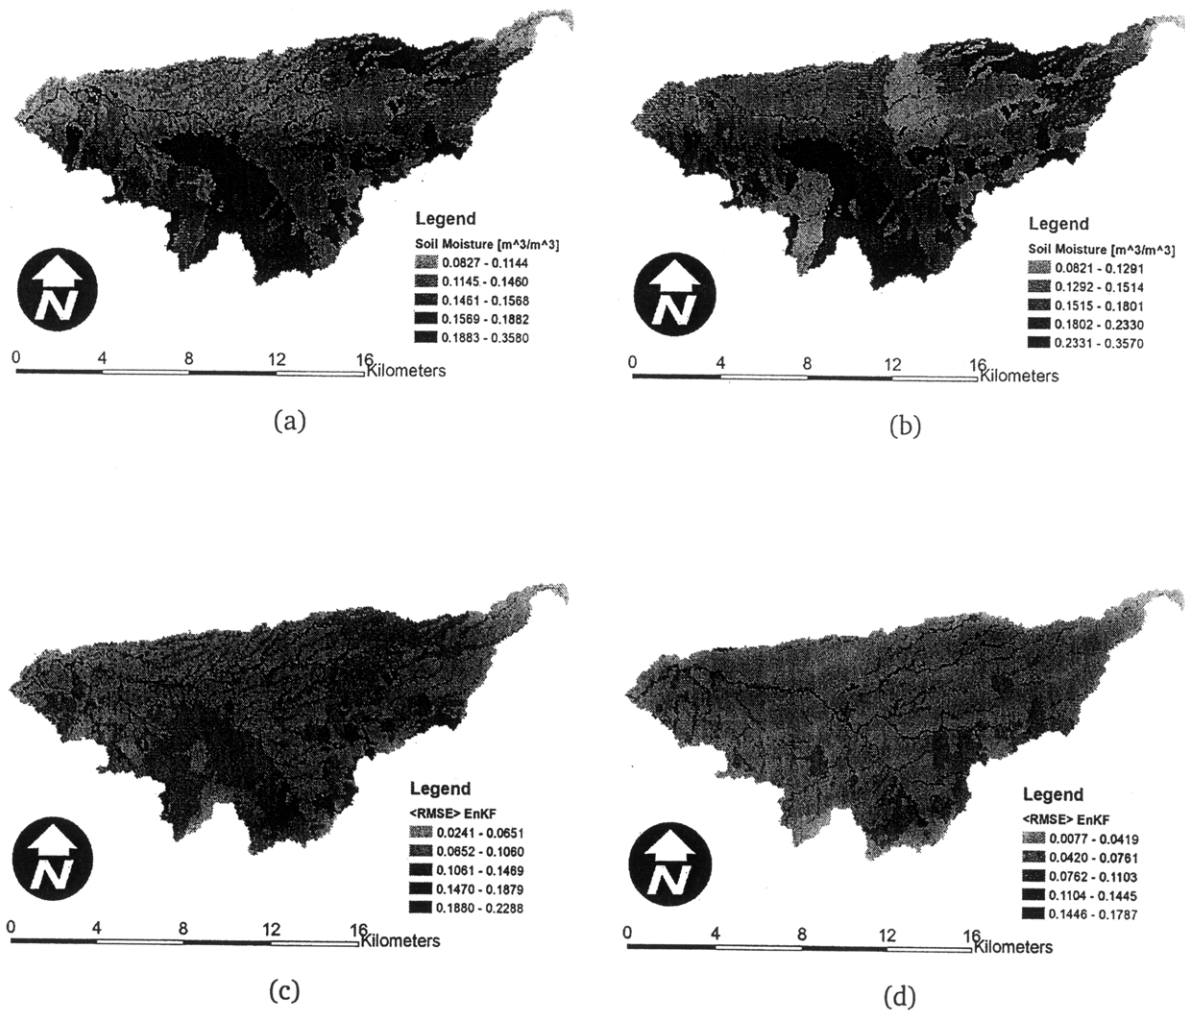 Legend
Soil Moisture [m^3/m^3]
0.0827 - 0.1144
0.1145 - 0.1460
0.1461 - 0.1568
0.1569 - 0.1882
0.1883 - 0.3580
N
0 4 8 12 16 Kilometers
(a)
Legend
Soil Moisture [m^3/m^3]
0.0821 - 0.1291
0.1292 - 0.1514
0.1515 - 0.1801
0.1802 - 0.2330
0.2331 - 0.3570
N
0 4 8 12 16 Kilometers
(b)
Legend
<RMSE> EnKF
0.0241 - 0.0651
0.0652 - 0.1060
0.1061 - 0.1469
0.1470 - 0.1879
0.1880 - 0.2288
N
0 4 8 12 16 Kilometers
(c)
Legend
<RMSE> EnKF
0.0077 - 0.0419
0.0420 - 0.0761
0.0762 - 0.1103
0.1104 - 0.1445
0.1446 - 0.1787
N
0 4 8 12 16 Kilometers
(d)